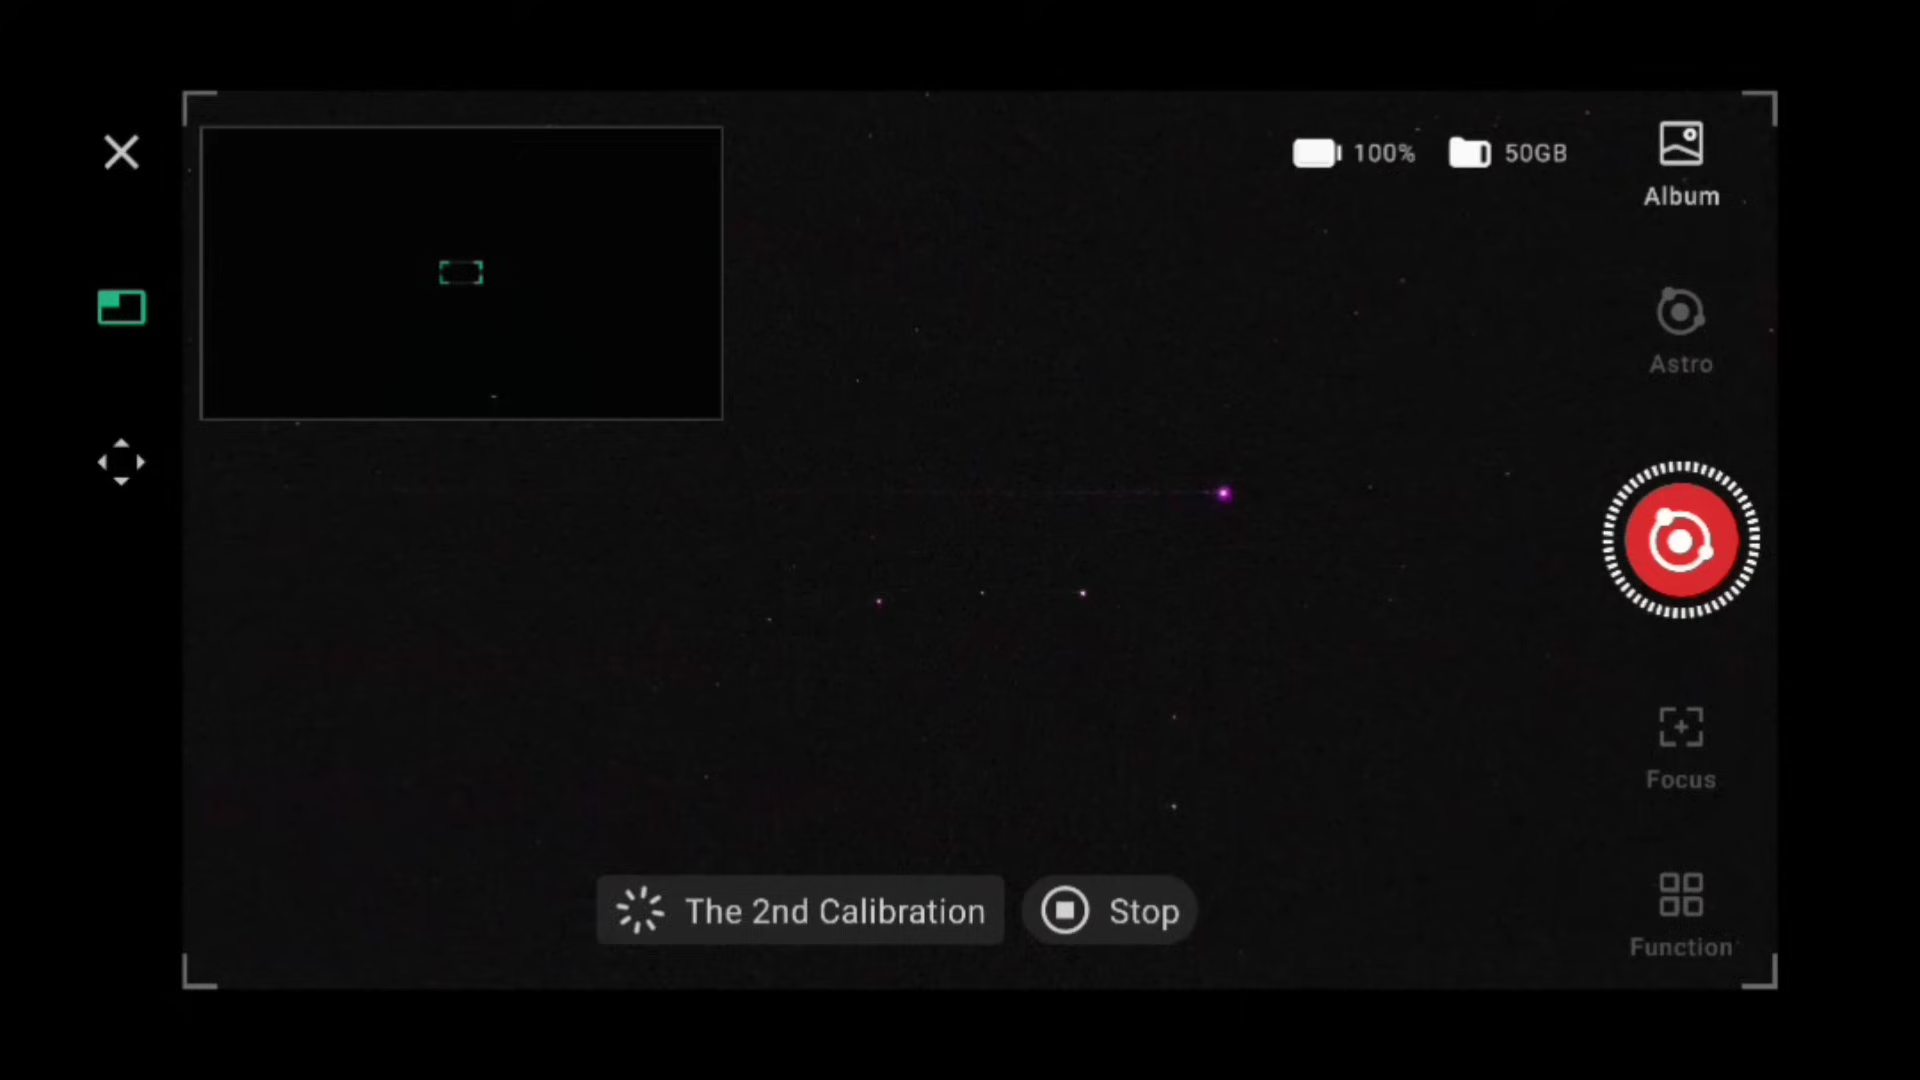 100% 50GB
Album
Astro
Focus
The 2nd Calibration Stop
Function